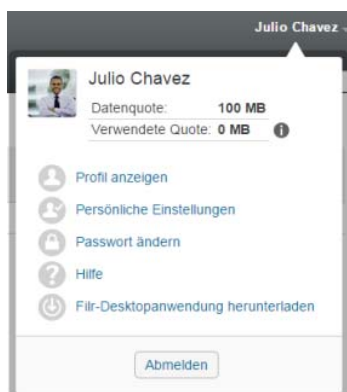 Julio Chavez
Julio Chavez
Datenquote: 100 MB
Verwendete Quote: 0 MB
Profil anzeigen
Persönliche Einstellungen
Passwort ändern
Hilfe
Filr-Desktopanwendung herunterladen
Abmelden